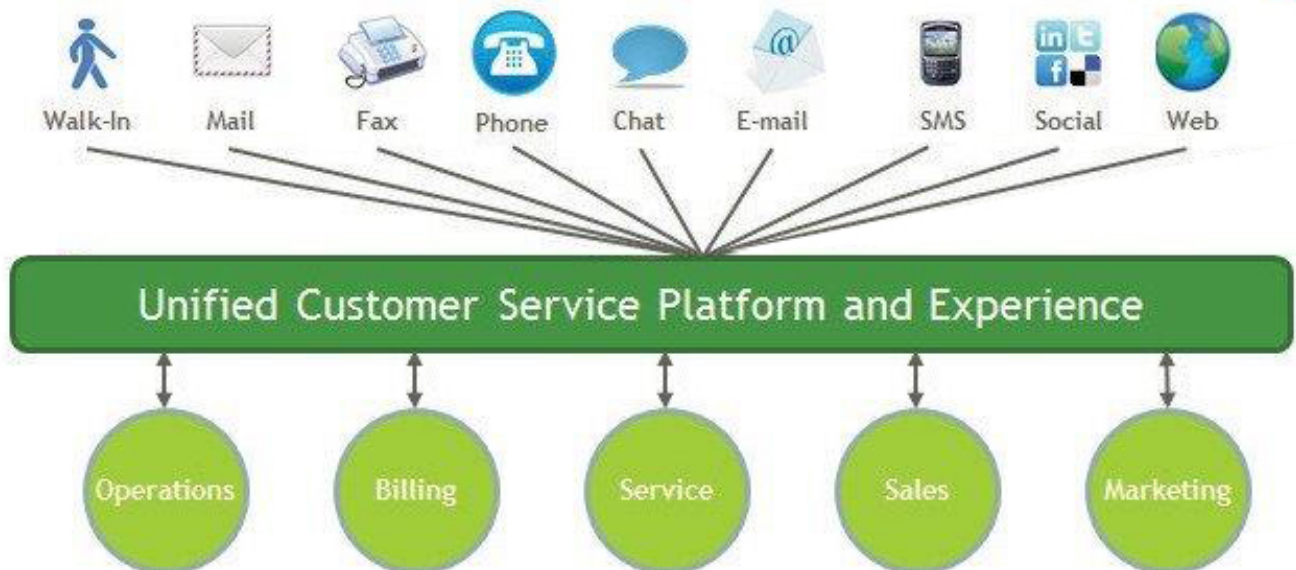 Walk-In Mail Fax Phone Chat E-mail SMS Social Web
Unified Customer Service Platform and Experience
Operations Billing Service Sales Marketing